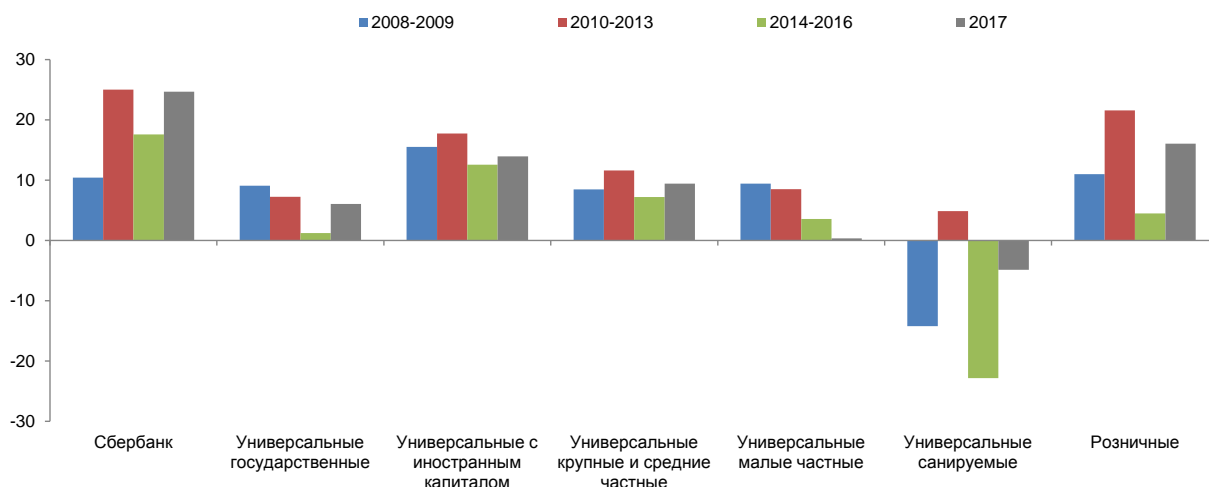 2008-2009 2010-2013 2014-2016 2017
30
20
10
0
-10
-20
-30
Сбербанк
Универсальные
государственные
Универсальные с
иностранным
капиталом
Универсальные
крупные и средние
частные
Универсальные
малые частные
Универсальные
санируемые
Розничные